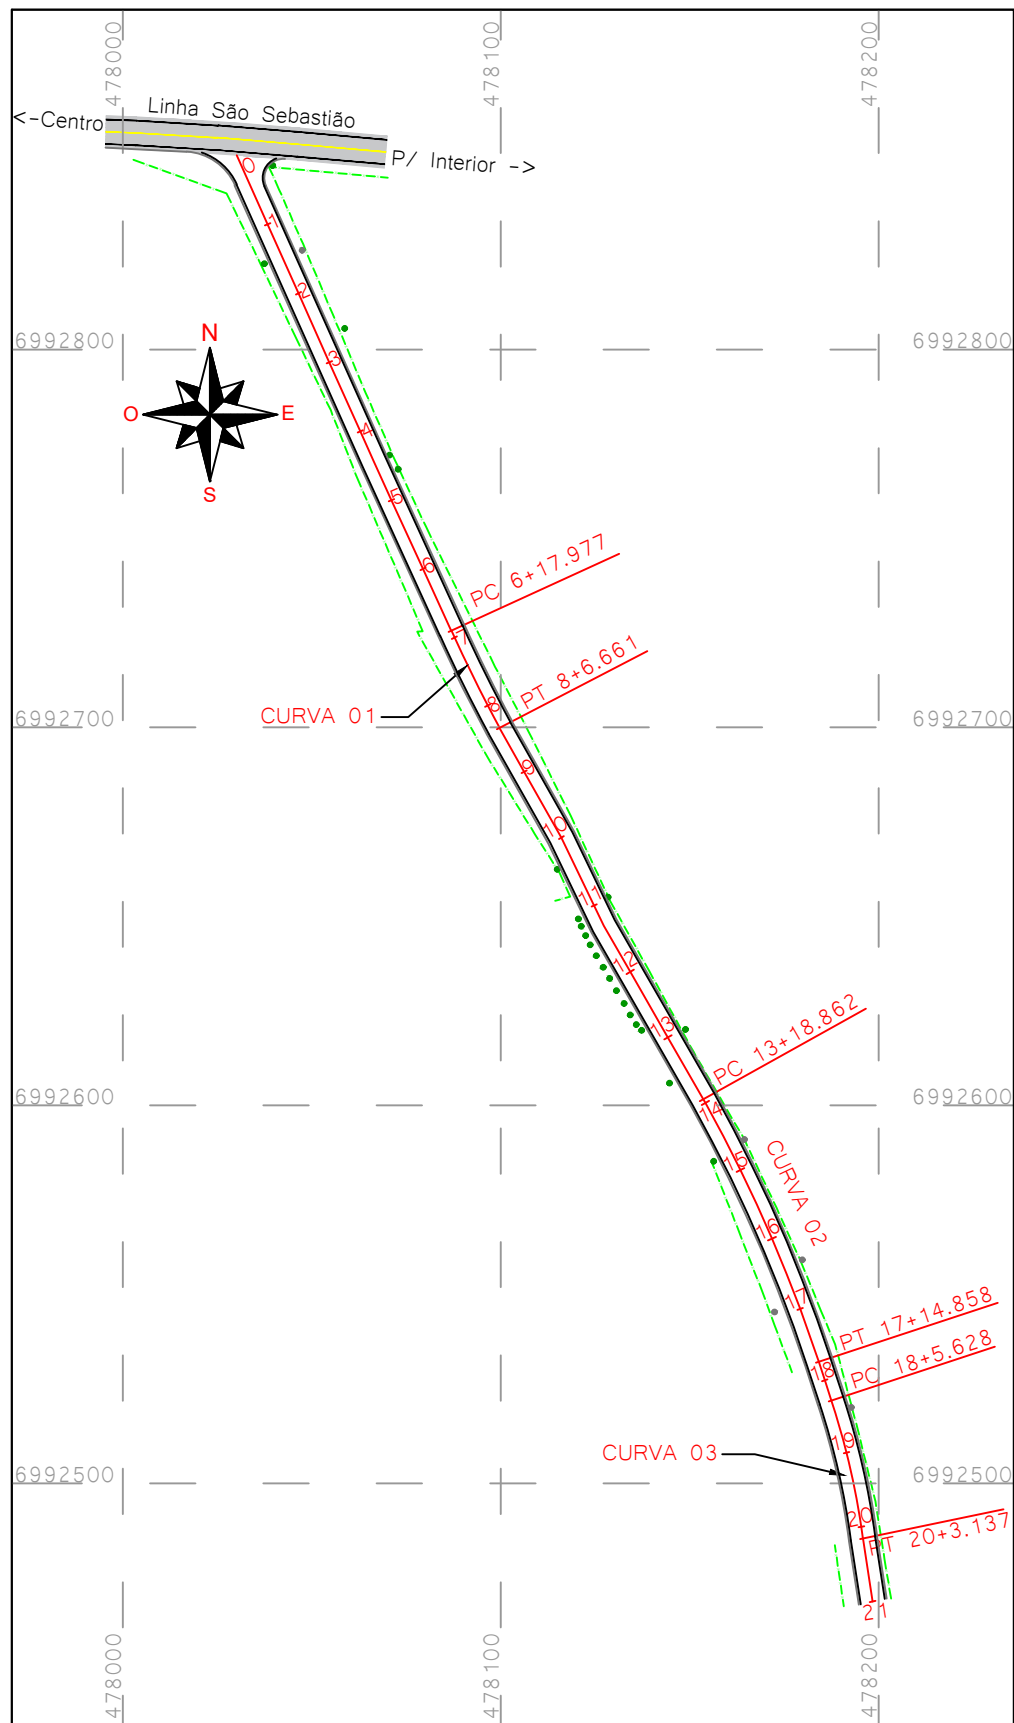 478000
478100
478200
Linha São Sebastião
<-Centro
P/ Interior ->
0
1
2
6992800
6992800
3
N
O
E
S
4
5
PC 6+17.977
6
7
PT 8+6.661
8
CURVA 01
6992700
6992700
9
10
11
12
PC 13+18.862
13
6992600
6992600
14
CURVA 02
15
16
17
PT 17+14.858
PC 18+5.628
18
19
CURVA 03
6992500
6992500
20
PT 20+3.137
21
478000
478100
478200